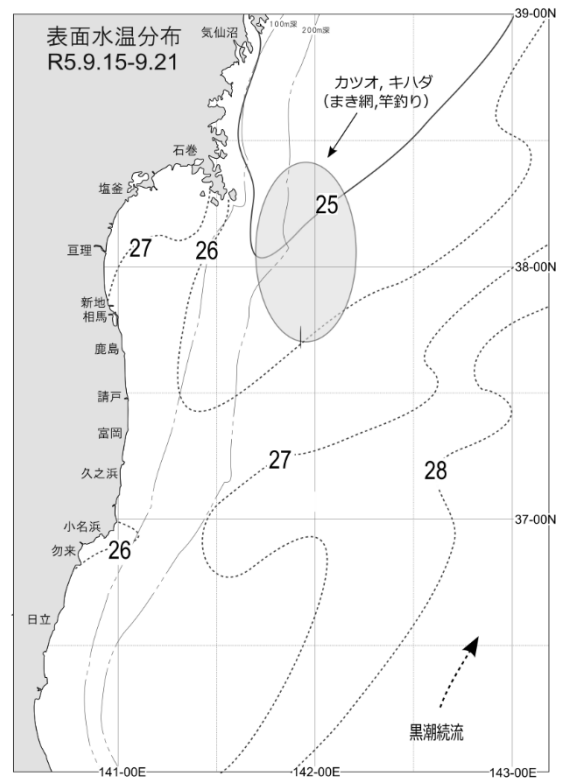 表面水温分布
R5.9.15-9.21
気仙沼
100m深
200m深
39-00N
カツオ, キハダ
(まき網,竿釣り)
石巻
塩釜
25
亘理
27
26
38-00N
新地
相馬
鹿島
請戸
富岡
27
28
久之浜
37-00N
小名浜
勿来
26
日立
黒潮続流
141-00E
142-00E
143-00E